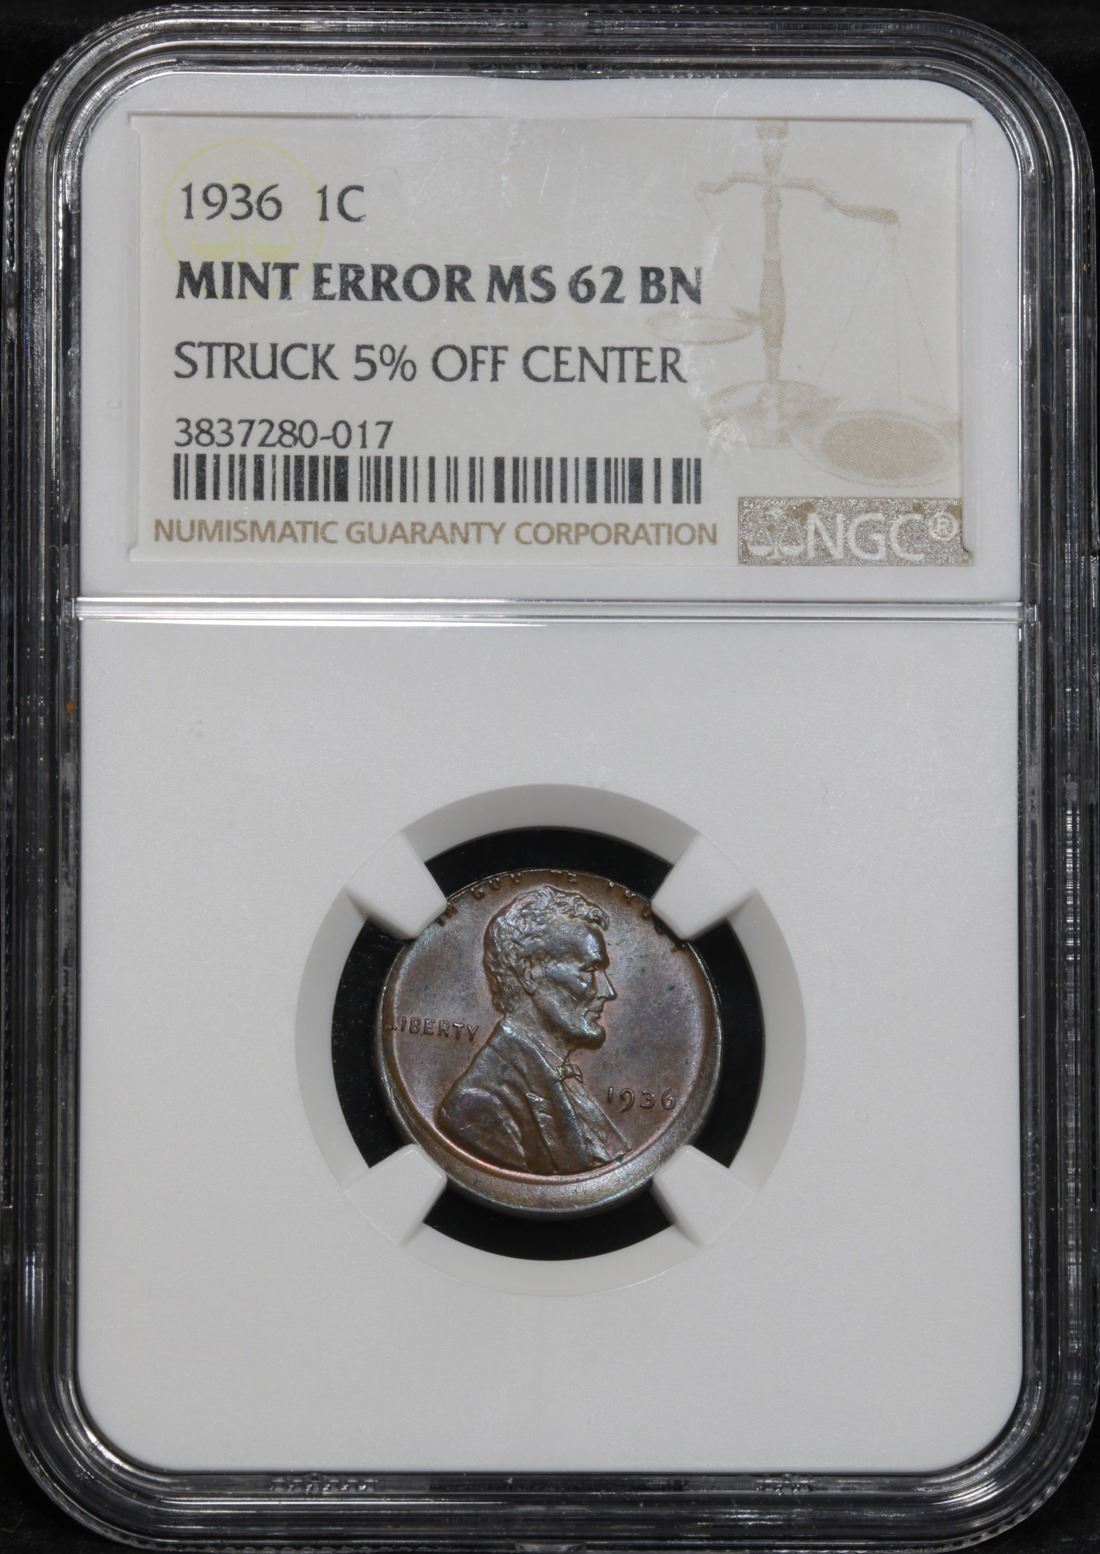 1936 1C
MINT ERROR MS 62 BN
STRUCK 5% OFF CENTER
3837280-017
NUMISMATIC GUARANTY CORPORATION
NGC®
LIBERTY
1936